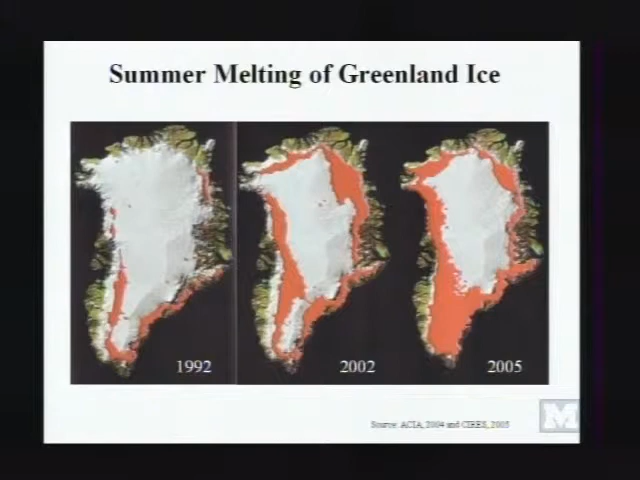 Summer Melting of Greenland Ice
1992
2002
2005
Source: ACIA, 2004 and CIRES, 2005
M